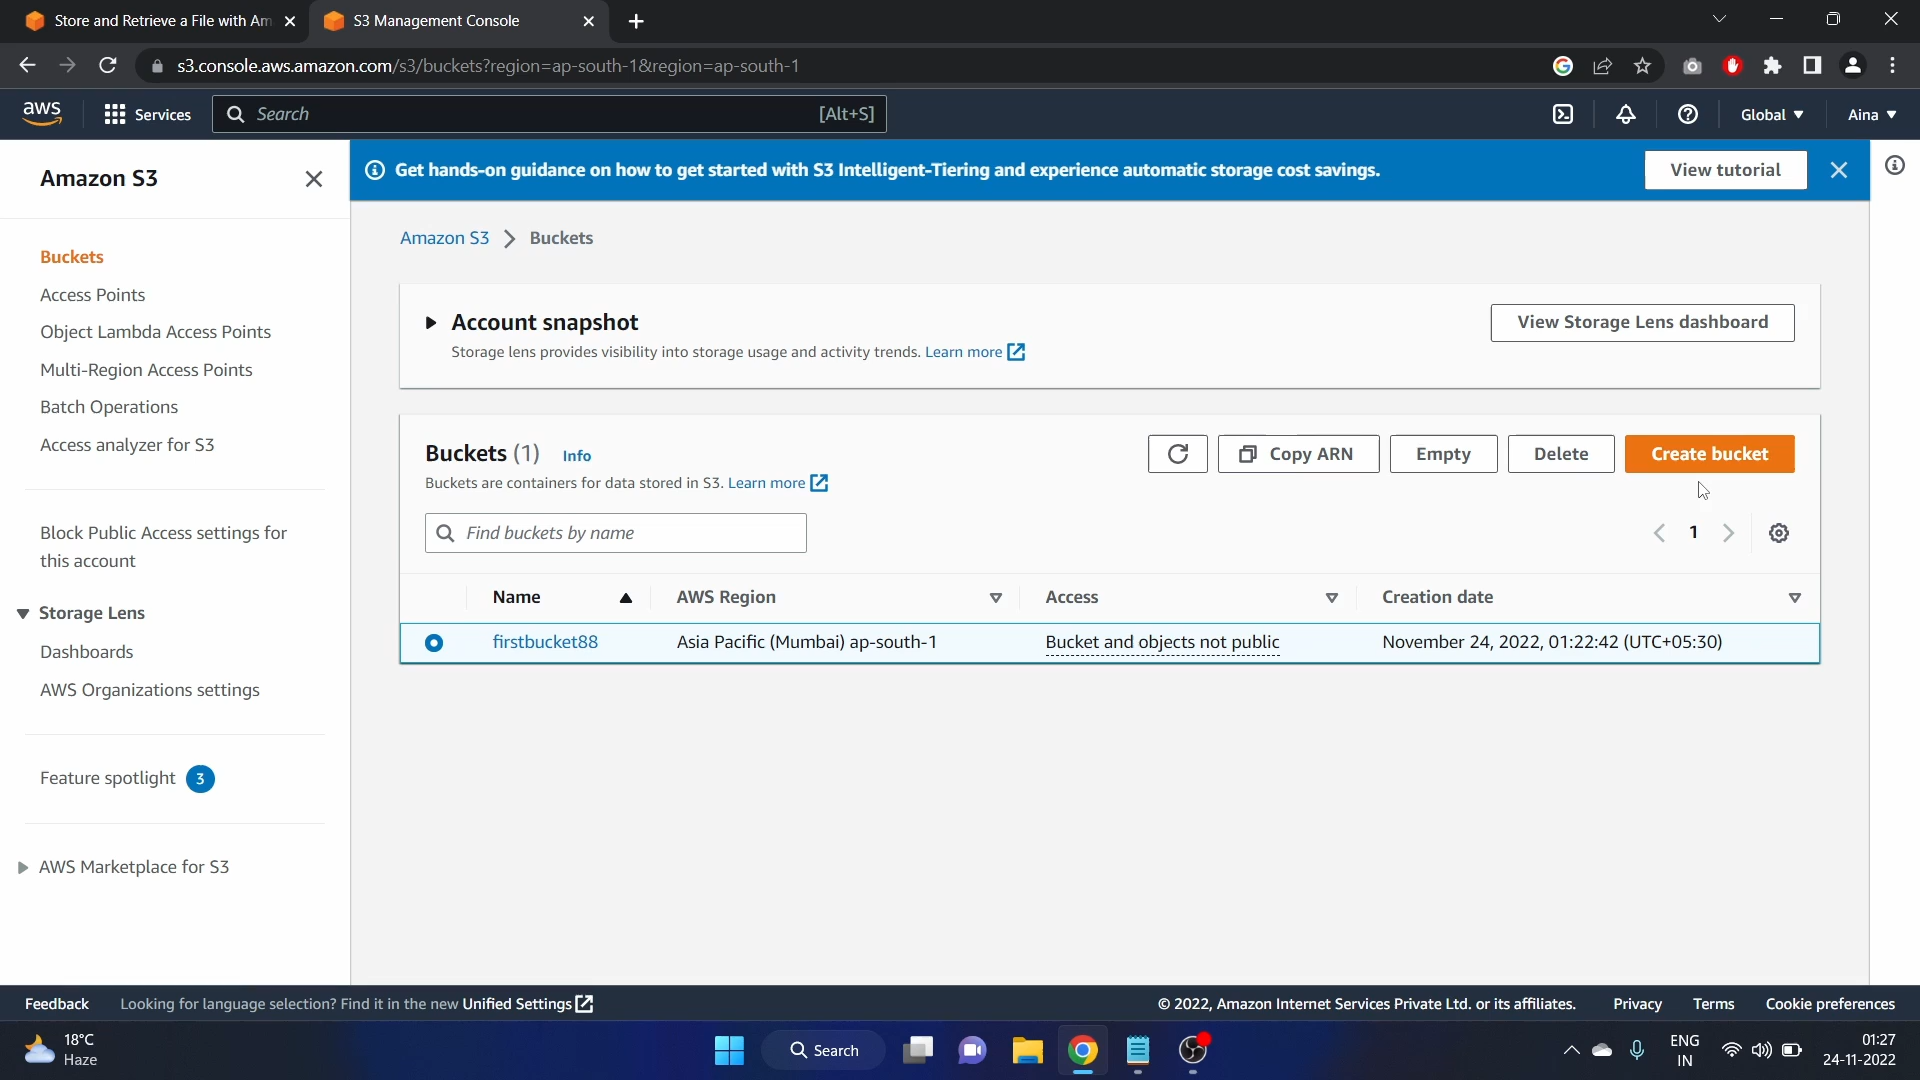 Store and Retrieve a File with Am
S3 Management Console
s3.console.aws.amazon.com/s3/buckets?region=ap-south-1&region=ap-south-1
aws
Services
Search
[Alt+S]
Global
Aina
Amazon S3
Get hands-on guidance on how to get started with S3 Intelligent-Tiering and experience automatic storage cost savings.
View tutorial
Buckets
Access Points
Object Lambda Access Points
Multi-Region Access Points
Batch Operations
Access analyzer for S3
Block Public Access settings for
this account
Storage Lens
Dashboards
AWS Organizations settings
Feature spotlight 3
AWS Marketplace for S3
Amazon S3 > Buckets
Account snapshot
Storage lens provides visibility into storage usage and activity trends. Learn more
View Storage Lens dashboard
Buckets (1) Info
Buckets are containers for data stored in S3. Learn more
Copy ARN
Empty
Delete
Create bucket
Find buckets by name
1
Name
AWS Region
Access
Creation date
firstbucket88
Asia Pacific (Mumbai) ap-south-1
Bucket and objects not public
November 24, 2022, 01:22:42 (UTC+05:30)
Feedback
Looking for language selection? Find it in the new Unified Settings
© 2022, Amazon Internet Services Private Ltd. or its affiliates.
Privacy
Terms
Cookie preferences
18°C
Haze
Search
ENG
IN
01:27
24-11-2022